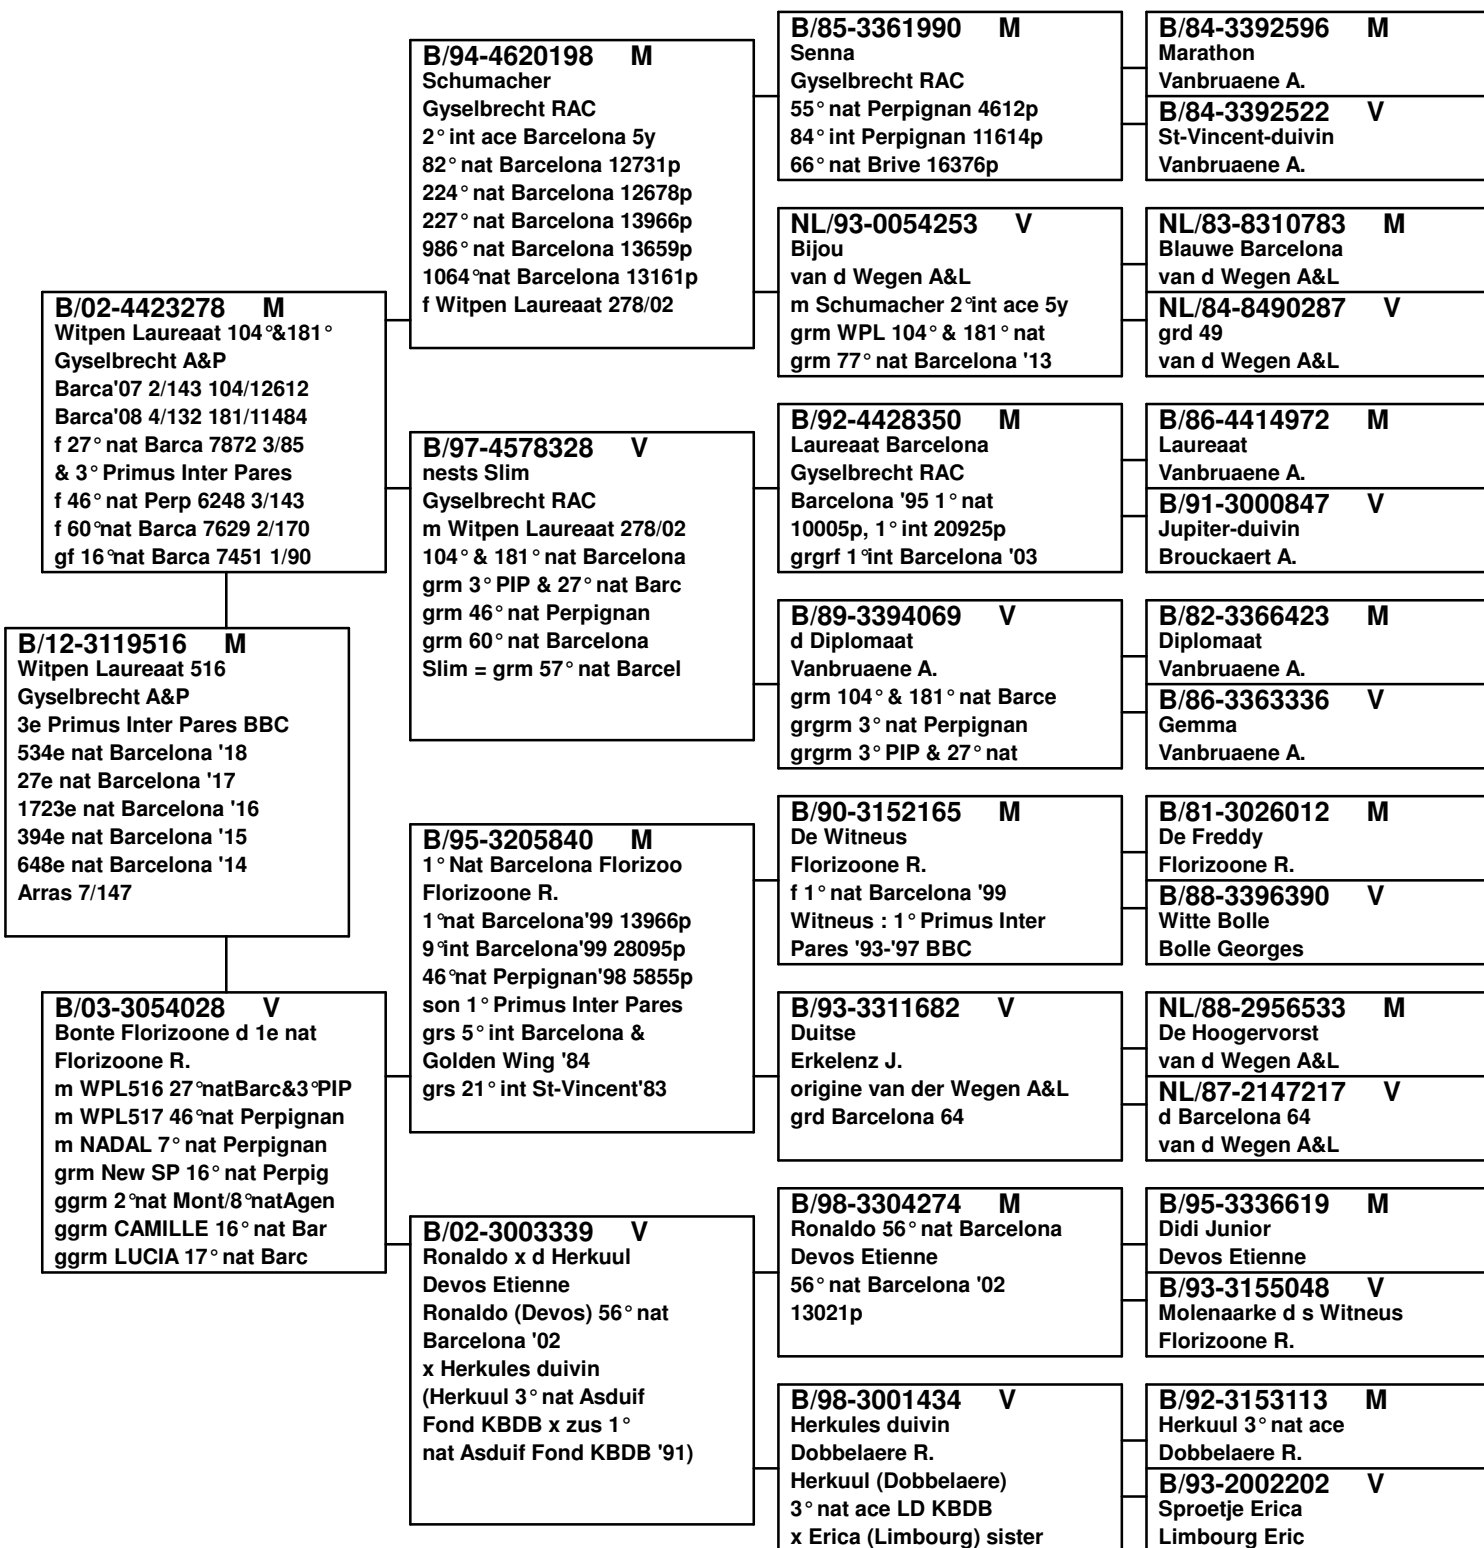 B/12-3119516 M
Witpen Laureaat 516
Gyselbrecht A&P
3e Primus Inter Pares BBC
534e nat Barcelona '18
27e nat Barcelona '17
1723e nat Barcelona '16
394e nat Barcelona '15
648e nat Barcelona '14
Arras 7/147
B/02-4423278 M
Witpen Laureaat 104°&181°
Gyselbrecht A&P
Barca'07 2/143 104/12612
Barca'08 4/132 181/11484
f 27° nat Barca 7872 3/85
& 3° Primus Inter Pares
f 46° nat Perp 6248 3/143
f 60°nat Barca 7629 2/170
gf 16°nat Barca 7451 1/90
B/03-3054028 V
Bonte Florizoone d 1e nat
Florizoone R.
m WPL516 27°natBarc&3°PIP
m WPL517 46°nat Perpignan
m NADAL 7° nat Perpignan
grm New SP 16° nat Perpig
ggrm 2°nat Mont/8°natAgen
ggrm CAMILLE 16° nat Bar
ggrm LUCIA 17° nat Barc
B/94-4620198 M
Schumacher
Gyselbrecht RAC
2° int ace Barcelona 5y
82° nat Barcelona 12731p
224° nat Barcelona 12678p
227° nat Barcelona 13966p
986° nat Barcelona 13659p
1064°nat Barcelona 13161p
f Witpen Laureaat 278/02
B/97-4578328 V
nests Slim
Gyselbrecht RAC
m Witpen Laureaat 278/02
104° & 181° nat Barcelona
grm 3° PIP & 27° nat Barc
grm 46° nat Perpignan
grm 60° nat Barcelona
Slim = grm 57° nat Barcel
B/95-3205840 M
1° Nat Barcelona Florizoo
Florizoone R.
1°nat Barcelona'99 13966p
9°int Barcelona'99 28095p
46°nat Perpignan'98 5855p
son 1° Primus Inter Pares
grs 5° int Barcelona &
Golden Wing '84
grs 21° int St-Vincent'83
B/02-3003339 V
Ronaldo x d Herkuul
Devos Etienne
Ronaldo (Devos) 56° nat
Barcelona '02
x Herkules duivin
(Herkuul 3° nat Asduif
Fond KBDB x zus 1°
nat Asduif Fond KBDB '91)
B/85-3361990 M
Senna
Gyselbrecht RAC
55° nat Perpignan 4612p
84° int Perpignan 11614p
66° nat Brive 16376p
NL/93-0054253 V
Bijou
van d Wegen A&L
m Schumacher 2°int ace 5y
grm WPL 104° & 181° nat
grm 77° nat Barcelona '13
B/92-4428350 M
Laureaat Barcelona
Gyselbrecht RAC
Barcelona '95 1° nat
10005p, 1° int 20925p
grgrf 1°int Barcelona '03
B/89-3394069 V
d Diplomaat
Vanbruaene A.
grm 104° & 181° nat Barce
grgrm 3° nat Perpignan
grgrm 3° PIP & 27° nat
B/90-3152165 M
De Witneus
Florizoone R.
f 1° nat Barcelona '99
Witneus : 1° Primus Inter
Pares '93-'97 BBC
B/93-3311682 V
Duitse
Erkelenz J.
origine van der Wegen A&L
grd Barcelona 64
B/98-3304274 M
Ronaldo 56° nat Barcelona
Devos Etienne
56° nat Barcelona '02
13021p
B/98-3001434 V
Herkules duivin
Dobbelaere R.
Herkuul (Dobbelaere)
3° nat ace LD KBDB
x Erica (Limbourg) sister
B/84-3392596 M
Marathon
Vanbruaene A.
B/84-3392522 V
St-Vincent-duivin
Vanbruaene A.
NL/83-8310783 M
Blauwe Barcelona
van d Wegen A&L
NL/84-8490287 V
grd 49
van d Wegen A&L
B/86-4414972 M
Laureaat
Vanbruaene A.
B/91-3000847 V
Jupiter-duivin
Brouckaert A.
B/82-3366423 M
Diplomaat
Vanbruaene A.
B/86-3363336 V
Gemma
Vanbruaene A.
B/81-3026012 M
De Freddy
Florizoone R.
B/88-3396390 V
Witte Bolle
Bolle Georges
NL/88-2956533 M
De Hoogervorst
van d Wegen A&L
NL/87-2147217 V
d Barcelona 64
van d Wegen A&L
B/95-3336619 M
Didi Junior
Devos Etienne
B/93-3155048 V
Molenaarke d s Witneus
Florizoone R.
B/92-3153113 M
Herkuul 3° nat ace
Dobbelaere R.
B/93-2002202 V
Sproetje Erica
Limbourg Eric